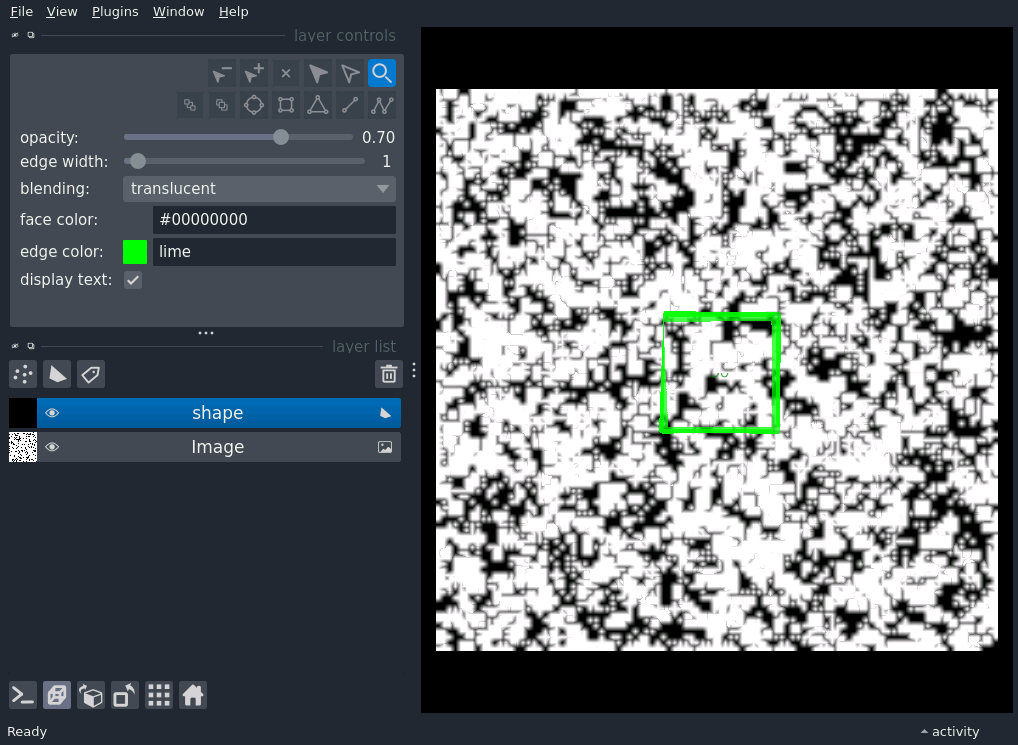 File View Plugins Window Help
layer controls
opacity: 0.70
edge width: 1
blending: translucent
face color: #00000000
edge color: lime
display text:
layer list
shape
Image
Ready
activity